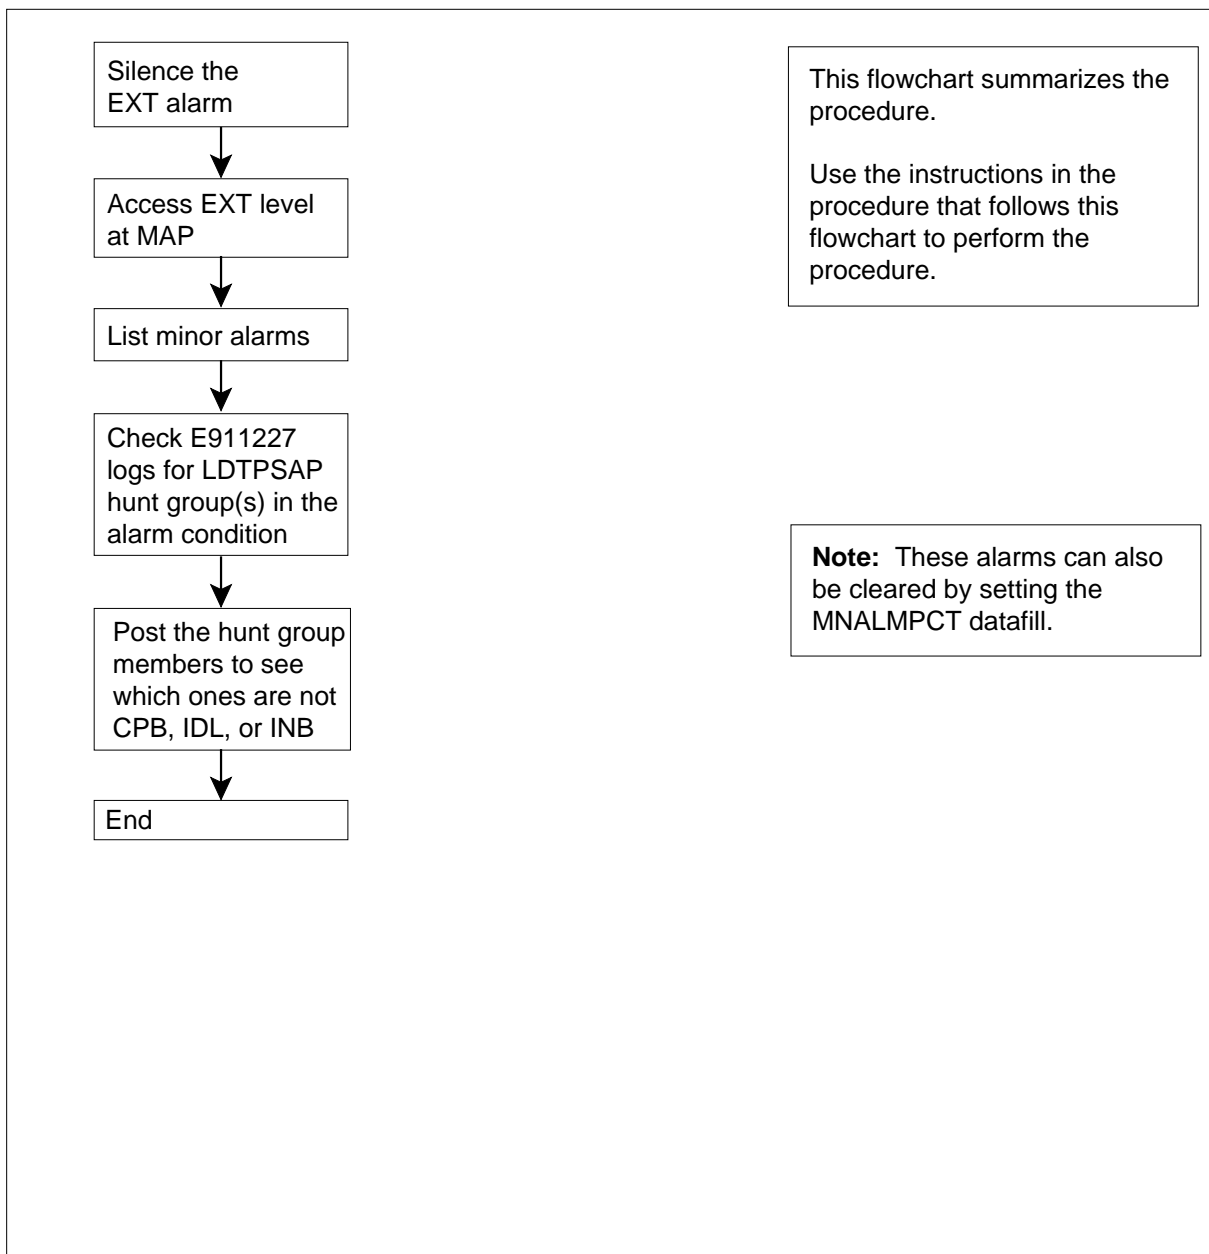 Silence the
EXT alarm
Access EXT level
at MAP
List minor alarms
Check E911227
logs for LDTPSAP
hunt group(s) in the
alarm condition
Post the hunt group
members to see
which ones are not
CPB, IDL, or INB
End
This flowchart summarizes the
procedure.
Use the instructions in the
procedure that follows this
flowchart to perform the
procedure.
Note: These alarms can also
be cleared by setting the
MNALMPCT datafill.